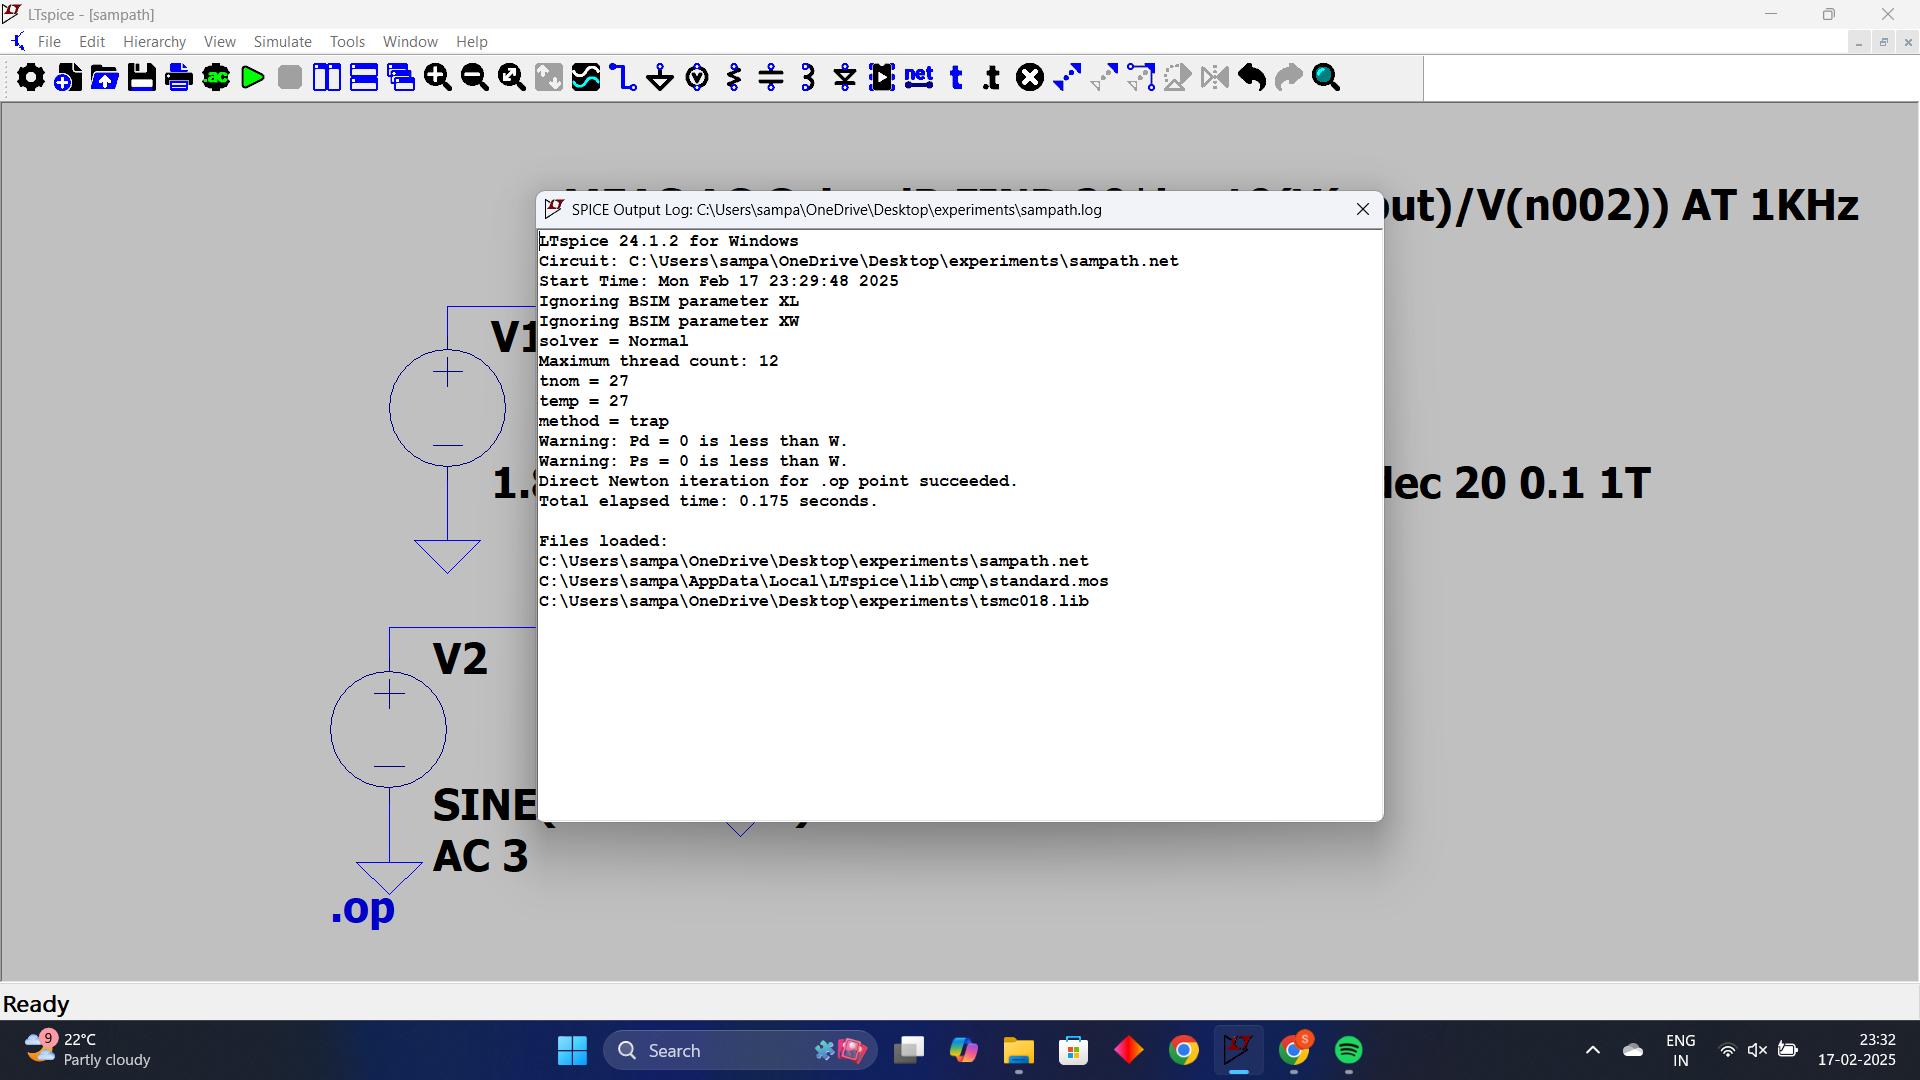 LTspice - [sampath]
File Edit Hierarchy View Simulate Tools Window Help
.ac net t .t
out)/V(n002)) AT 1KHz
SPICE Output Log: C:\Users\sampa\OneDrive\Desktop\experiments\sampath.log
LTspice 24.1.2 for Windows
Circuit: C:\Users\sampa\OneDrive\Desktop\experiments\sampath.net
Start Time: Mon Feb 17 23:29:48 2025
Ignoring BSIM parameter XL
Ignoring BSIM parameter XW
solver = Normal
Maximum thread count: 12
tnom = 27
temp = 27
method = trap
Warning: Pd = 0 is less than W.
Warning: Ps = 0 is less than W.
Direct Newton iteration for .op point succeeded.
Total elapsed time: 0.175 seconds.
Files loaded:
C:\Users\sampa\OneDrive\Desktop\experiments\sampath.net
C:\Users\sampa\AppData\Local\LTspice\lib\cmp\standard.mos
C:\Users\sampa\OneDrive\Desktop\experiments\tsmc018.lib
V1
1.
lec 20 0.1 1T
V2
SINE(
AC 3
.op
Ready
9
22°C
Partly cloudy
Search
S
ENG
IN
23:32
17-02-2025